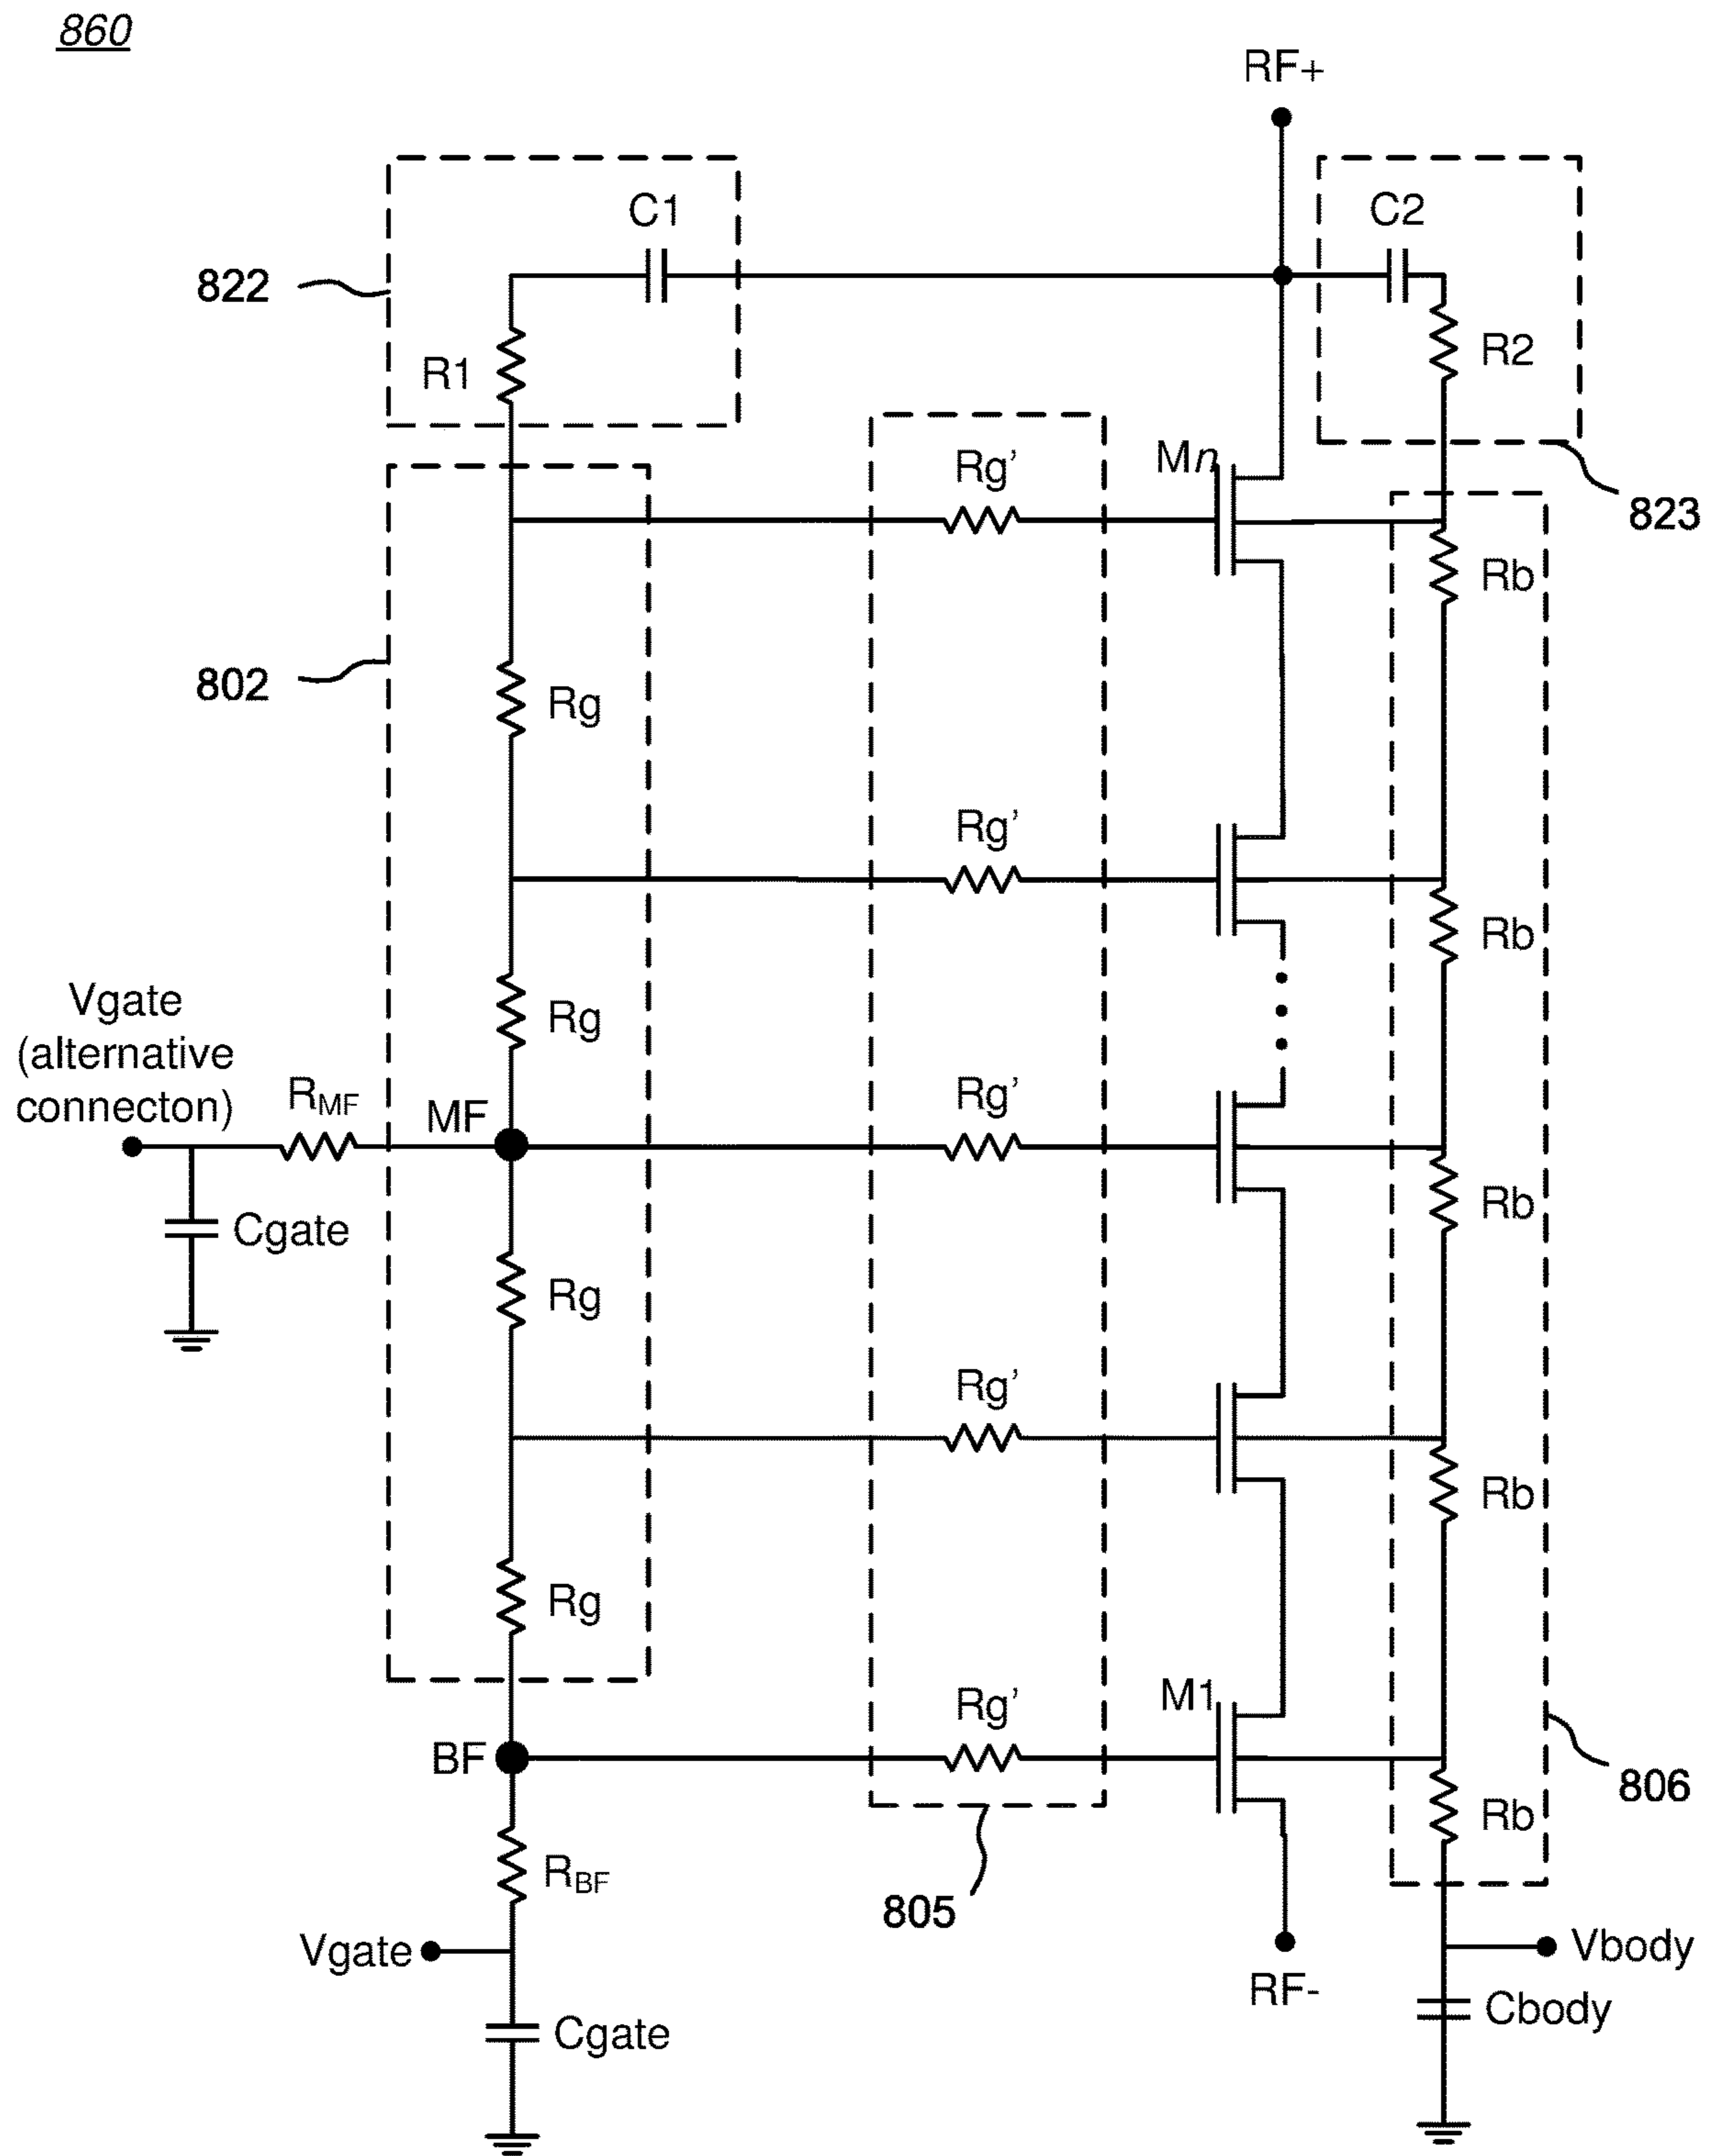 860
RF+
C1
C2
822
R1
R2
Rg’
Mn
823
Rb
802
Rg
Rg’
Rb
Vgate
(alternative
connecton)
Rg
RMF
MF
Rg’
Rb
Cgate
Rg
Rg’
Rb
Rg
M1
Rg’
BF
806
Rb
RBF
805
Vgate
Vbody
RF-
Cbody
Cgate